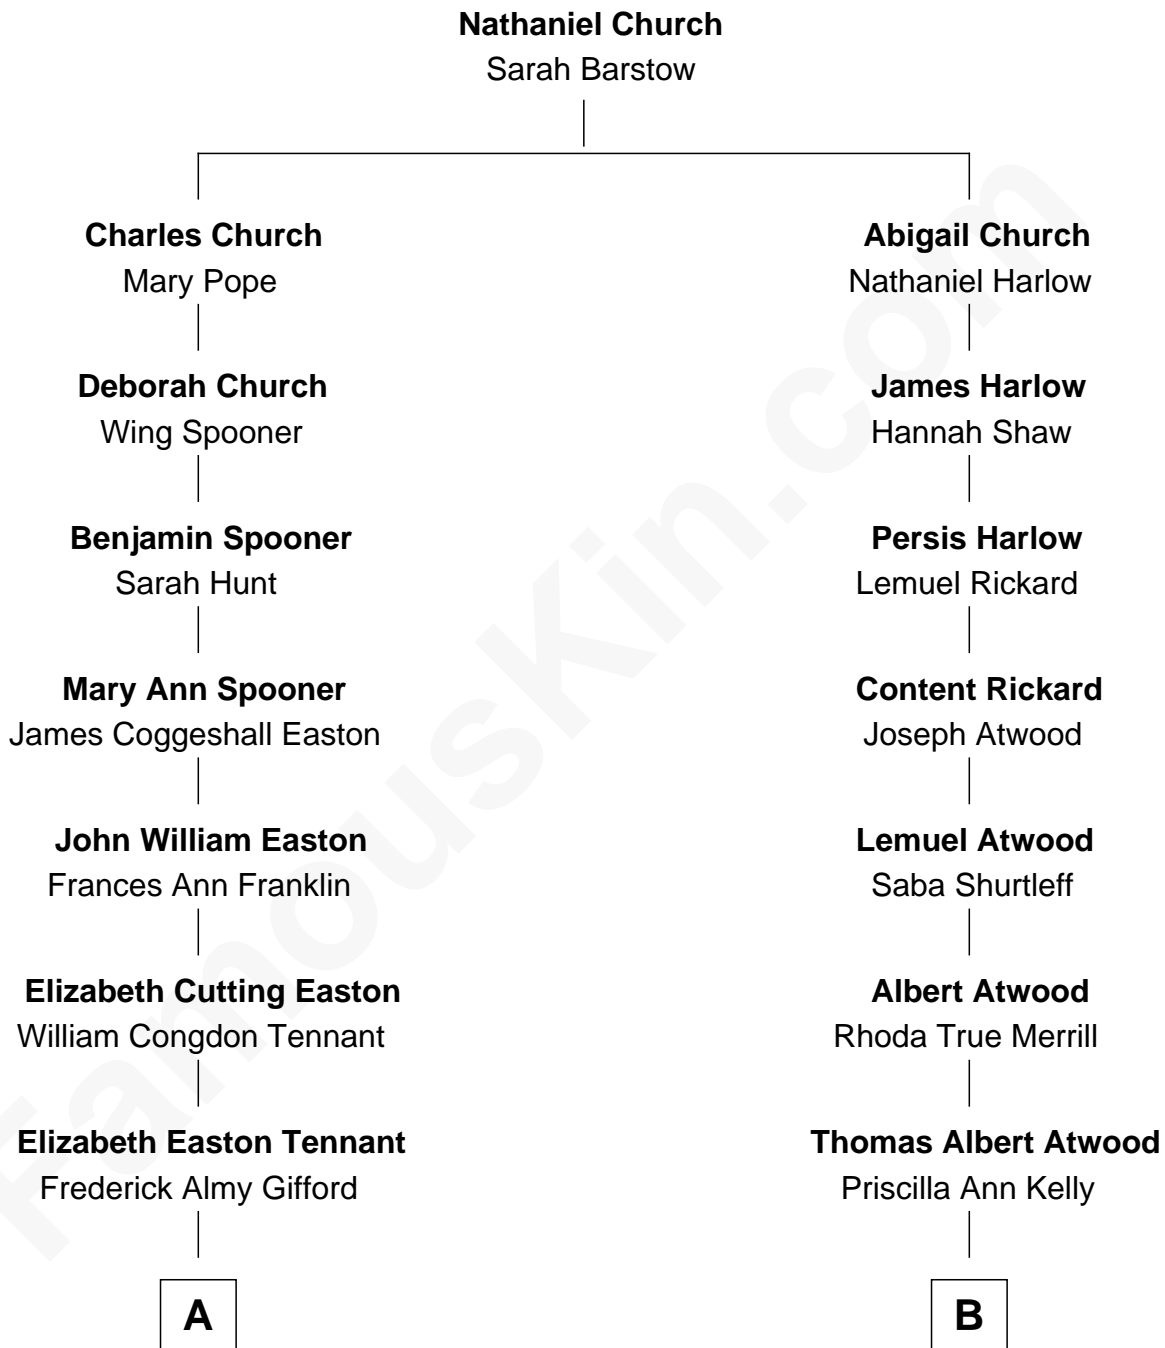 Nathaniel Church
Sarah Barstow
Charles Church
Mary Pope
Abigail Church
Nathaniel Harlow
Deborah Church
Wing Spooner
James Harlow
Hannah Shaw
Benjamin Spooner
Sarah Hunt
Persis Harlow
Lemuel Rickard
Mary Ann Spooner
James Coggeshall Easton
Content Rickard
Joseph Atwood
John William Easton
Frances Ann Franklin
Lemuel Atwood
Saba Shurtleff
Elizabeth Cutting Easton
William Congdon Tennant
Albert Atwood
Rhoda True Merrill
Elizabeth Easton Tennant
Frederick Almy Gifford
Thomas Albert Atwood
Priscilla Ann Kelly
A
B
FamousKin.com